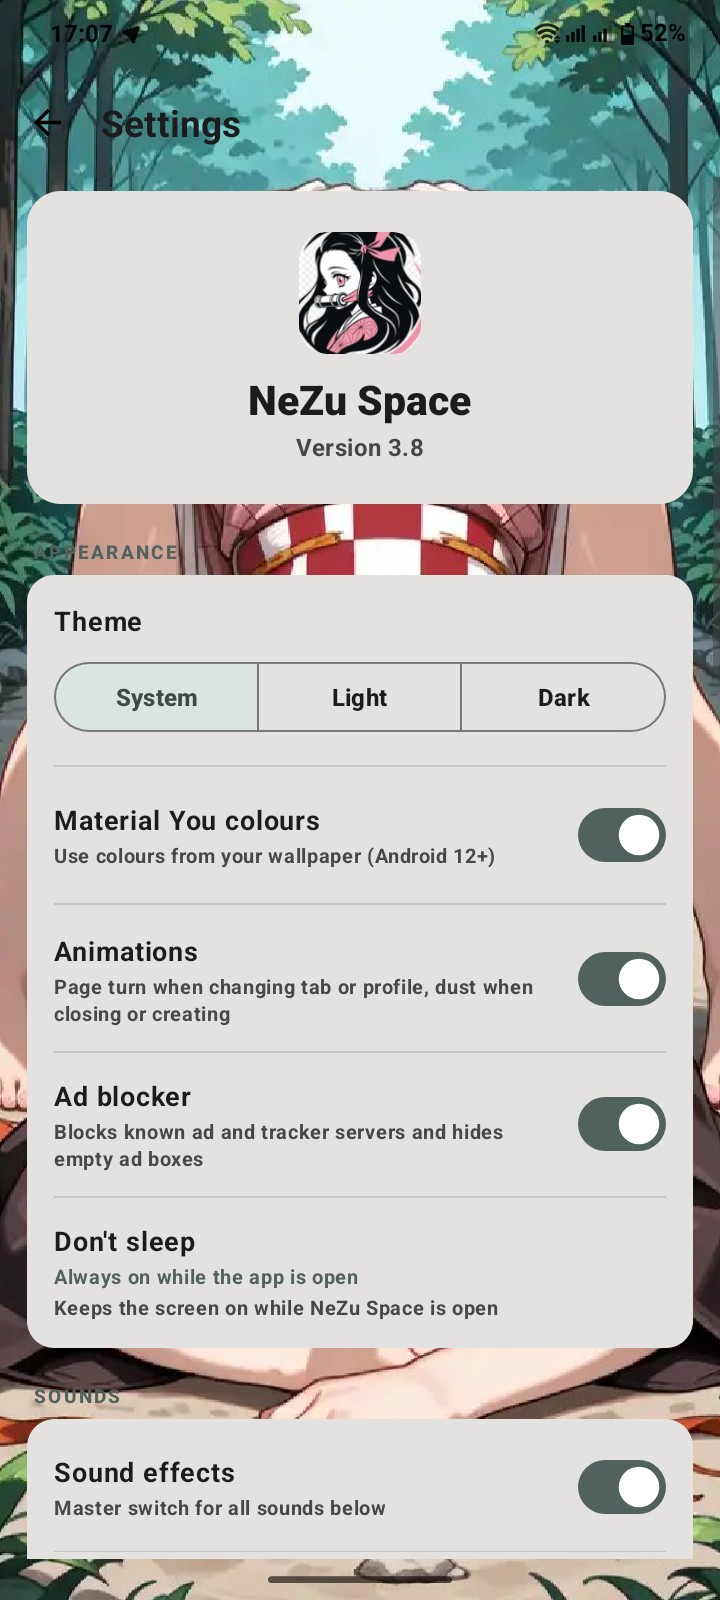 17:07
52%
Settings
NeZu Space
Version 3.8
APPEARANCE
Theme
System
Light
Dark
Material You colours
Use colours from your wallpaper (Android 12+)
Animations
Page turn when changing tab or profile, dust when
closing or creating
Ad blocker
Blocks known ad and tracker servers and hides
empty ad boxes
Don't sleep
Always on while the app is open
Keeps the screen on while NeZu Space is open
SOUNDS
Sound effects
Master switch for all sounds below